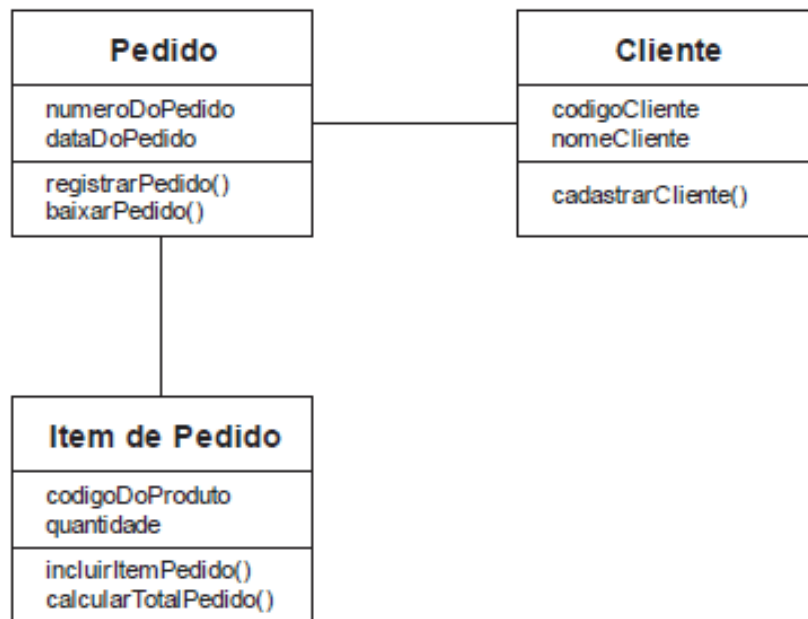 Pedido
numeroDoPedido
dataDoPedido
registrarPedido()
baixarPedido()
Cliente
codigoCliente
nomeCliente
cadastrarCliente()
Item de Pedido
codigoDoProduto
quantidade
incluirItemPedido()
calcularTotalPedido()